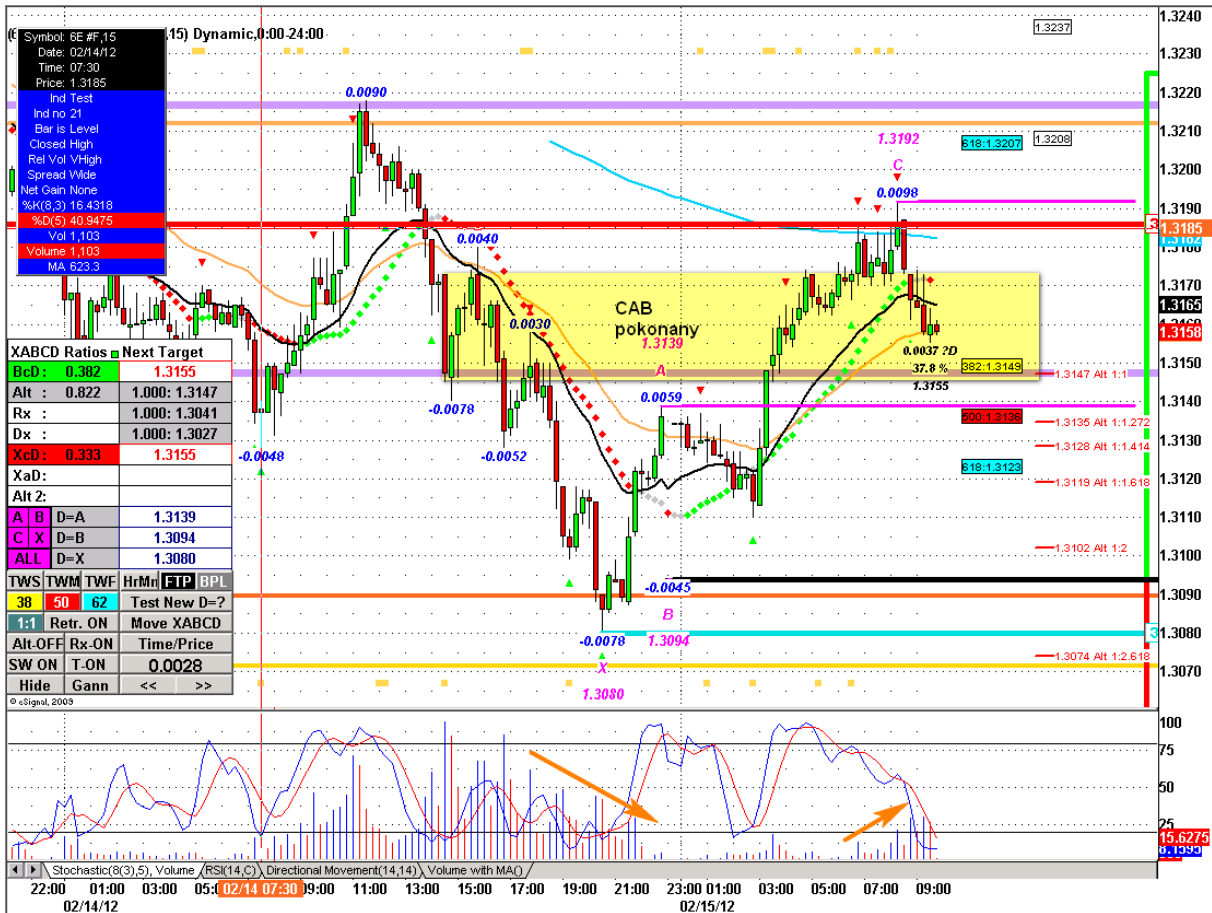 ,15) Dynamic,0:00-24:00
Symbol: 6E #F,15
Date: 02/14/12
Time: 07:30
Price: 1.3185
Ind Test
Ind no 21
Bar is Level
Closed High
Rel Vol VHigh
Spread Wide
Net Gain None
%K(8,3) 16.4318
%D(5) 40.9475
Vol 1,103
Volume 1,103
MA 623.3
XABCD Ratios Next Target
BcD: 0.382 1.3155
Alt : 0.822 1.000: 1.3147
Rx : 1.000: 1.3041
Dx : 1.000: 1.3027
XcD: 0.333 1.3155
XaD:
Alt 2:
A B D=A 1.3139
C X D=B 1.3094
ALL D=X 1.3080
TWS TWM TWF HrMn FTP BPL
38 50 62 Test New D=?
1:1 Retr. ON Move XABCD
Alt-OFF Rx-ON Time/Price
SW ON T-ON 0.0028
Hide Gann << >>
© eSignal, 2009
0.0090
-0.0048
0.0040
-0.0078
0.0030
-0.0052
CAB
pokonany
1.3139
A
0.0059
-0.0045
B
1.3094
-0.0078
X
1.3080
1.3192
C
0.0098
0.0037 ?D
37.8 %
1.3155
1.3237
1.3208
618:1.3207
382:1.3149
500:1.3136
618:1.3123
1.3147 Alt 1:1
1.3135 Alt 1:1.272
1.3128 Alt 1:1.414
1.3119 Alt 1:1.618
1.3102 Alt 1:2
1.3074 Alt 1:2.618
3
3
1.3240
1.3230
1.3220
1.3210
1.3200
1.3190
1.3185
1.3182
1.3180
1.3170
1.3165
1.3158
1.3150
1.3140
1.3130
1.3120
1.3110
1.3100
1.3090
1.3080
1.3070
100
75
50
25
15.6275
8.1595
Stochastic(8(3),5), Volume RSI(14,C) Directional Movement(14,14) Volume with MA()
22:00 01:00 03:00 05:0 02/14 07:30 09:00 11:00 13:00 15:00 17:00 19:00 21:00 23:00 01:00 03:00 05:00 07:00 09:00
02/14/12 02/15/12